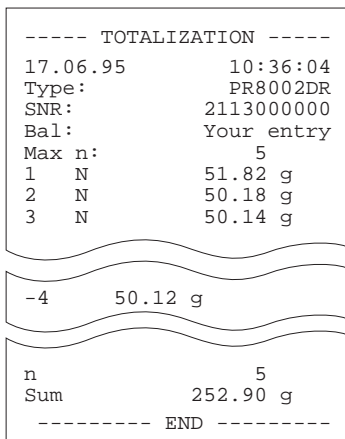 ----- TOTALIZATION -----
17.06.95 10:36:04
Type: PR8002DR
SNR: 2113000000
Bal: Your entry
Max n: 5
1 N 51.82 g
2 N 50.18 g
3 N 50.14 g
-4 50.12 g
n 5
Sum 252.90 g
--------- END ---------